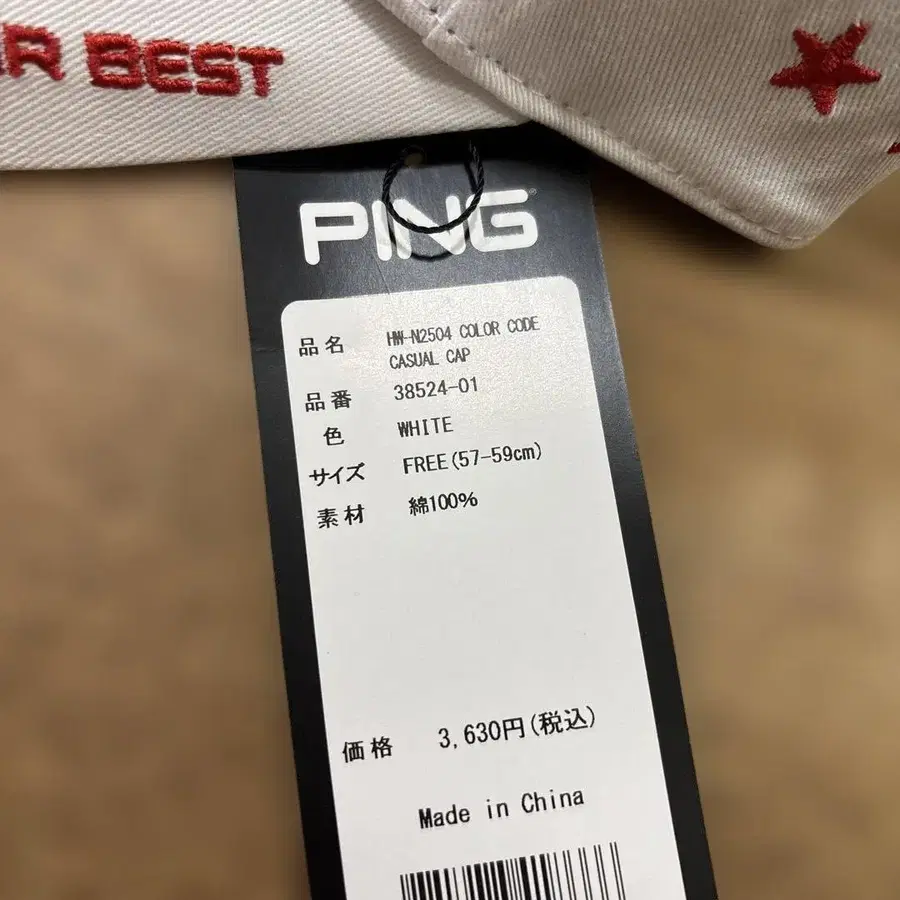 R BEST
PING
品名 HW-N2504 COLOR CODE
CASUAL CAP
品番 38524-01
色 WHITE
サイズ FREE(57-59cm)
素材 綿100%
価格 3,630円(税込)
Made in China